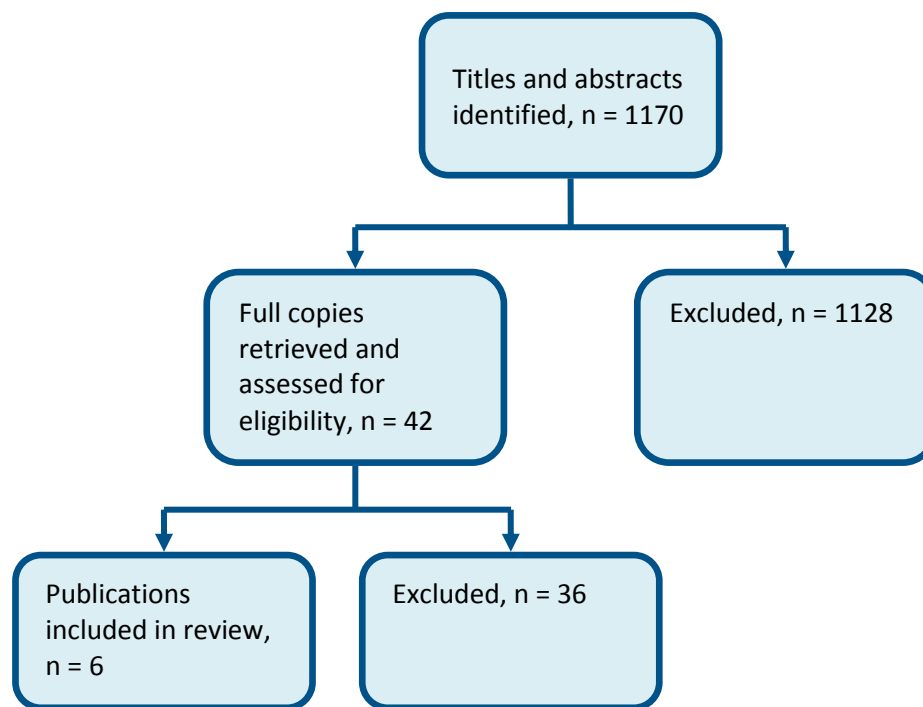 Titles and abstracts
identified, n = 1170
Full copies
retrieved and
assessed for
eligibility, n = 42
Excluded, n = 1128
Publications
included in review,
n = 6
Excluded, n = 36